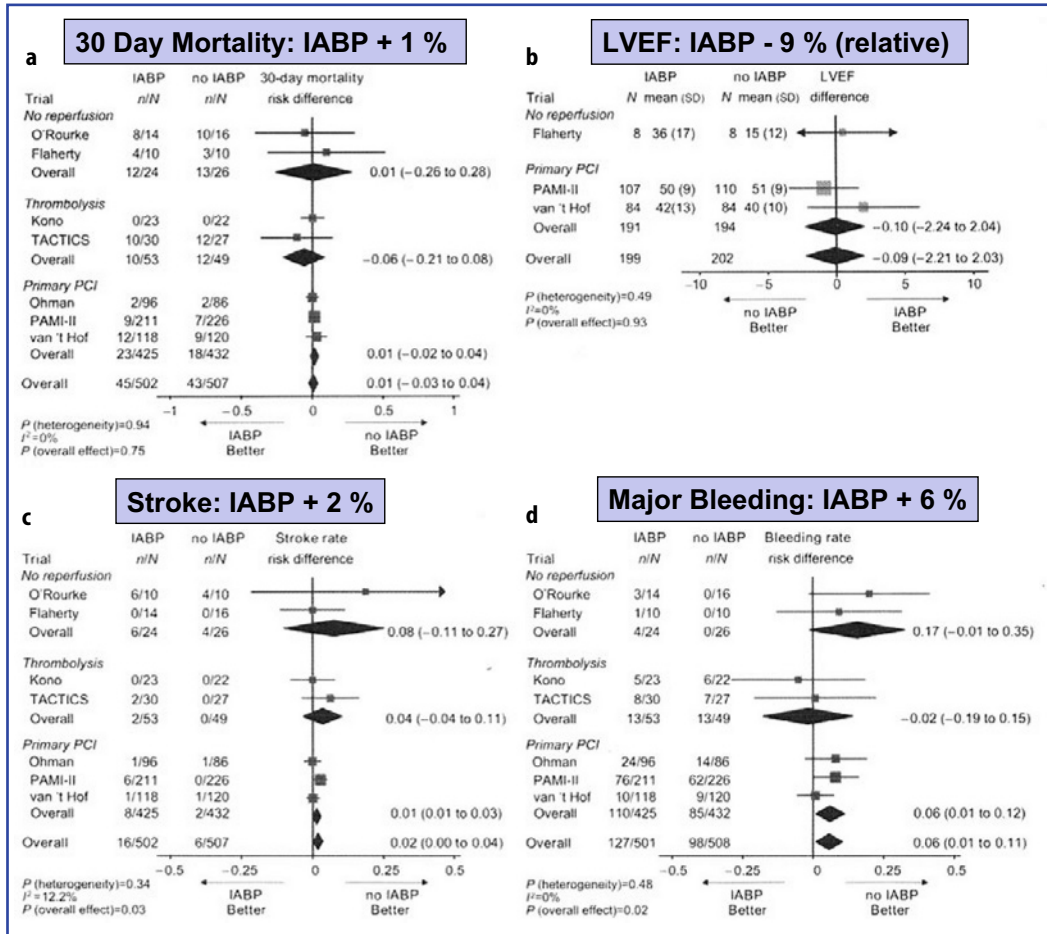 a
30 Day Mortality: IABP + 1 %
IABP no IABP 30-day mortality
Trial n/N n/N risk difference
No reperfusion
O'Rourke 8/14 10/16
Flaherty 4/10 3/10
Overall 12/24 13/26 0.01 (−0.26 to 0.28)
Thrombolysis
Kono 0/23 0/22
TACTICS 10/30 12/27
Overall 10/53 12/49 −0.06 (−0.21 to 0.08)
Primary PCI
Ohman 2/96 2/86
PAMI-II 9/211 7/226
van 't Hof 12/118 9/120
Overall 23/425 18/432 0.01 (−0.02 to 0.04)
Overall 45/502 43/507 0.01 (−0.03 to 0.04)
−1 −0.5 0 0.5 1
P (heterogeneity)=0.94
I²=0%
P (overall effect)=0.75
IABP Better
no IABP Better
b
LVEF: IABP - 9 % (relative)
IABP no IABP LVEF
Trial N mean (SD) N mean (SD) difference
No reperfusion
Flaherty 8 36 (17) 8 15 (12)
Primary PCI
PAMI-II 107 50 (9) 110 51 (9)
van 't Hof 84 42(13) 84 40 (10)
Overall 191 194 −0.10 (−2.24 to 2.04)
Overall 199 202 −0.09 (−2.21 to 2.03)
−10 −5 0 5 10
P (heterogeneity)=0.49
I²=0%
P (overall effect)=0.93
no IABP Better
IABP Better
c
Stroke: IABP + 2 %
IABP no IABP Stroke rate
Trial n/N n/N risk difference
No reperfusion
O'Rourke 6/10 4/10
Flaherty 0/14 0/16
Overall 6/24 4/26 0.08 (−0.11 to 0.27)
Thrombolysis
Kono 0/23 0/22
TACTICS 2/30 0/27
Overall 2/53 0/49 0.04 (−0.04 to 0.11)
Primary PCI
Ohman 1/96 1/86
PAMI-II 6/211 0/226
van 't Hof 1/118 1/120
Overall 8/425 2/432 0.01 (0.01 to 0.03)
Overall 16/502 6/507 0.02 (0.00 to 0.04)
−0.5 −0.25 0 0.25 0.5
P (heterogeneity)=0.34
I²=12.2%
P (overall effect)=0.03
IABP Better
no IABP Better
d
Major Bleeding: IABP + 6 %
IABP no IABP Bleeding rate
Trial n/N n/N risk difference
No reperfusion
O'Rourke 3/14 0/16
Flaherty 1/10 0/10
Overall 4/24 0/26 0.17 (−0.01 to 0.35)
Thrombolysis
Kono 5/23 6/22
TACTICS 8/30 7/27
Overall 13/53 13/49 −0.02 (−0.19 to 0.15)
Primary PCI
Ohman 24/96 14/86
PAMI-II 76/211 62/226
van 't Hof 10/118 9/120
Overall 110/425 85/432 0.06 (0.01 to 0.12)
Overall 127/501 98/508 0.06 (0.01 to 0.11)
−0.5 −0.25 0 0.25 0.5
P (heterogeneity)=0.48
I²=0%
P (overall effect)=0.02
IABP Better
no IABP Better